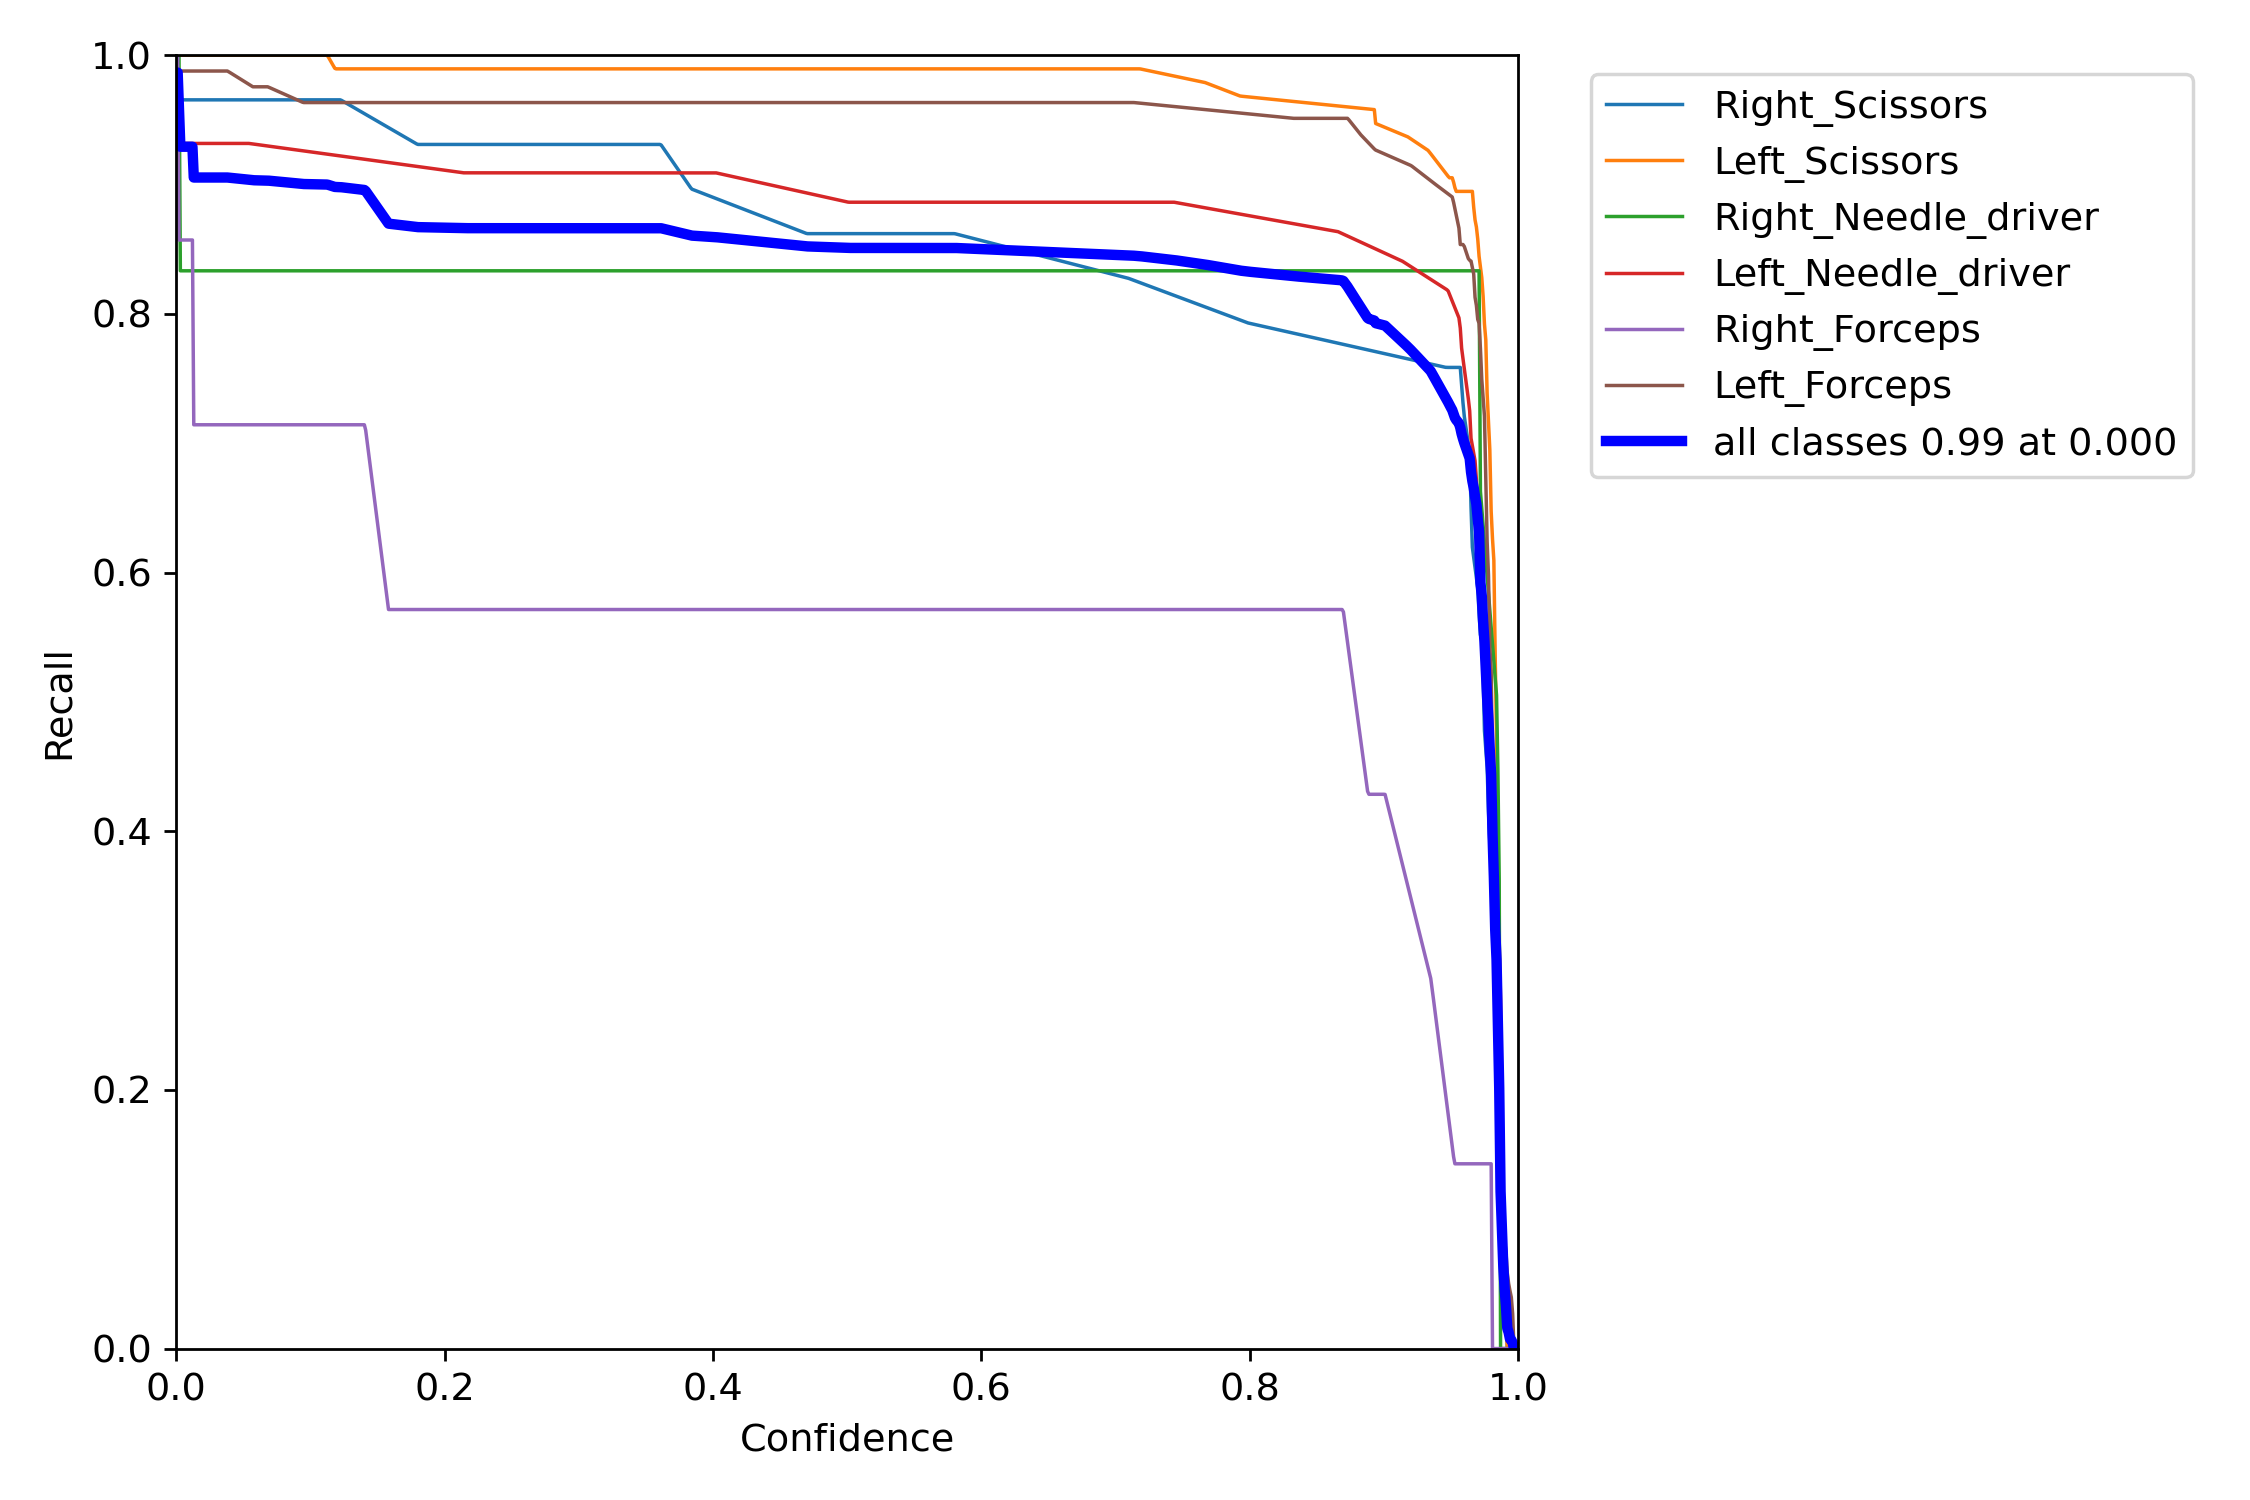 1.0
0.8
0.6
0.4
0.2
0.0
Recall
0.0 0.2 0.4 0.6 0.8 1.0
Confidence
Right_Scissors
Left_Scissors
Right_Needle_driver
Left_Needle_driver
Right_Forceps
Left_Forceps
all classes 0.99 at 0.000